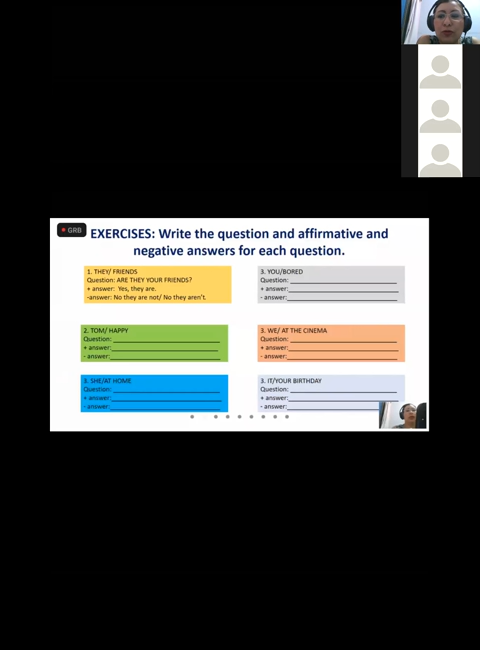 GRB
EXERCISES: Write the question and affirmative and
negative answers for each question.
1. THEY/ FRIENDS
Question: ARE THEY YOUR FRIENDS?
+ answer: Yes, they are.
-answer: No they are not/ No they aren't.
3. YOU/BORED
Question:
+ answer:
- answer:
2. TOM/ HAPPY
Question:
+ answer:
- answer:
3. WE/ AT THE CINEMA
Question:
+ answer:
- answer:
3. SHE/AT HOME
Question:
+ answer:
- answer:
3. IT/YOUR BIRTHDAY
Question:
+ answer:
- answer: